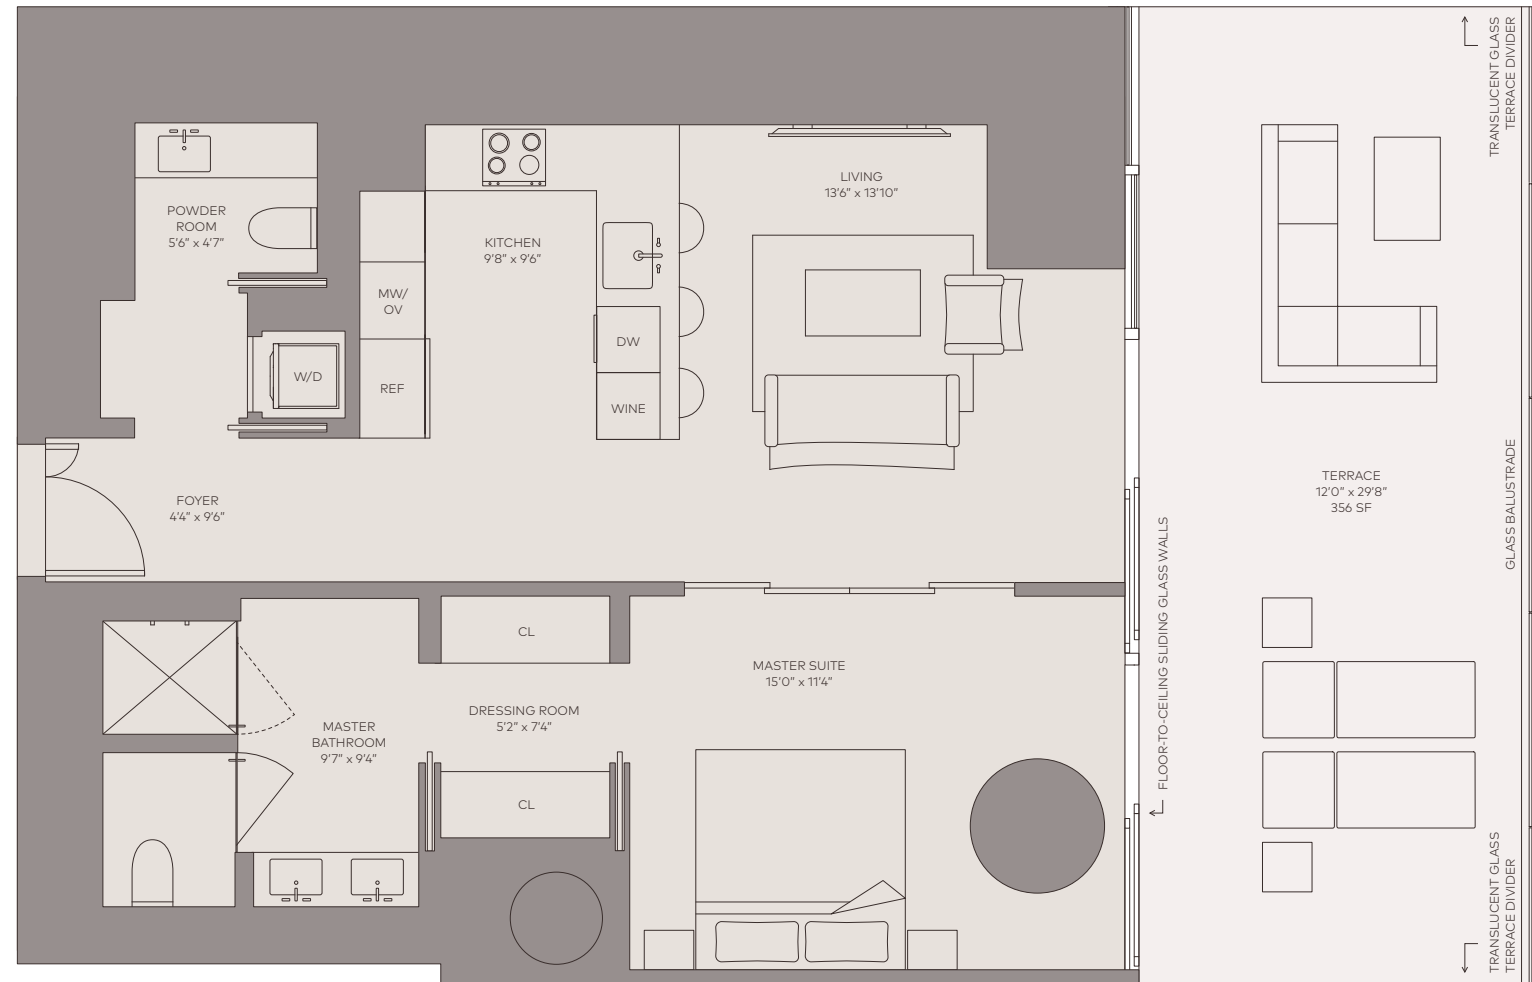 TRANSLUCENT GLASS
TERRACE DIVIDER
LIVING
13'6" x 13'10"
POWDER
ROOM
5'6" x 4'7"
KITCHEN
9'8" x 9'6"
MW/
OV
DW
W/D
REF
WINE
TERRACE
12'0" x 29'8"
356 SF
GLASS BALUSTRADE
FOYER
4'4" x 9'6"
FLOOR-TO-CEILING SLIDING GLASS WALLS
CL
MASTER SUITE
15'0" x 11'4"
DRESSING ROOM
5'2" x 7'4"
MASTER
BATHROOM
9'7" x 9'4"
CL
TRANSLUCENT GLASS
TERRACE DIVIDER